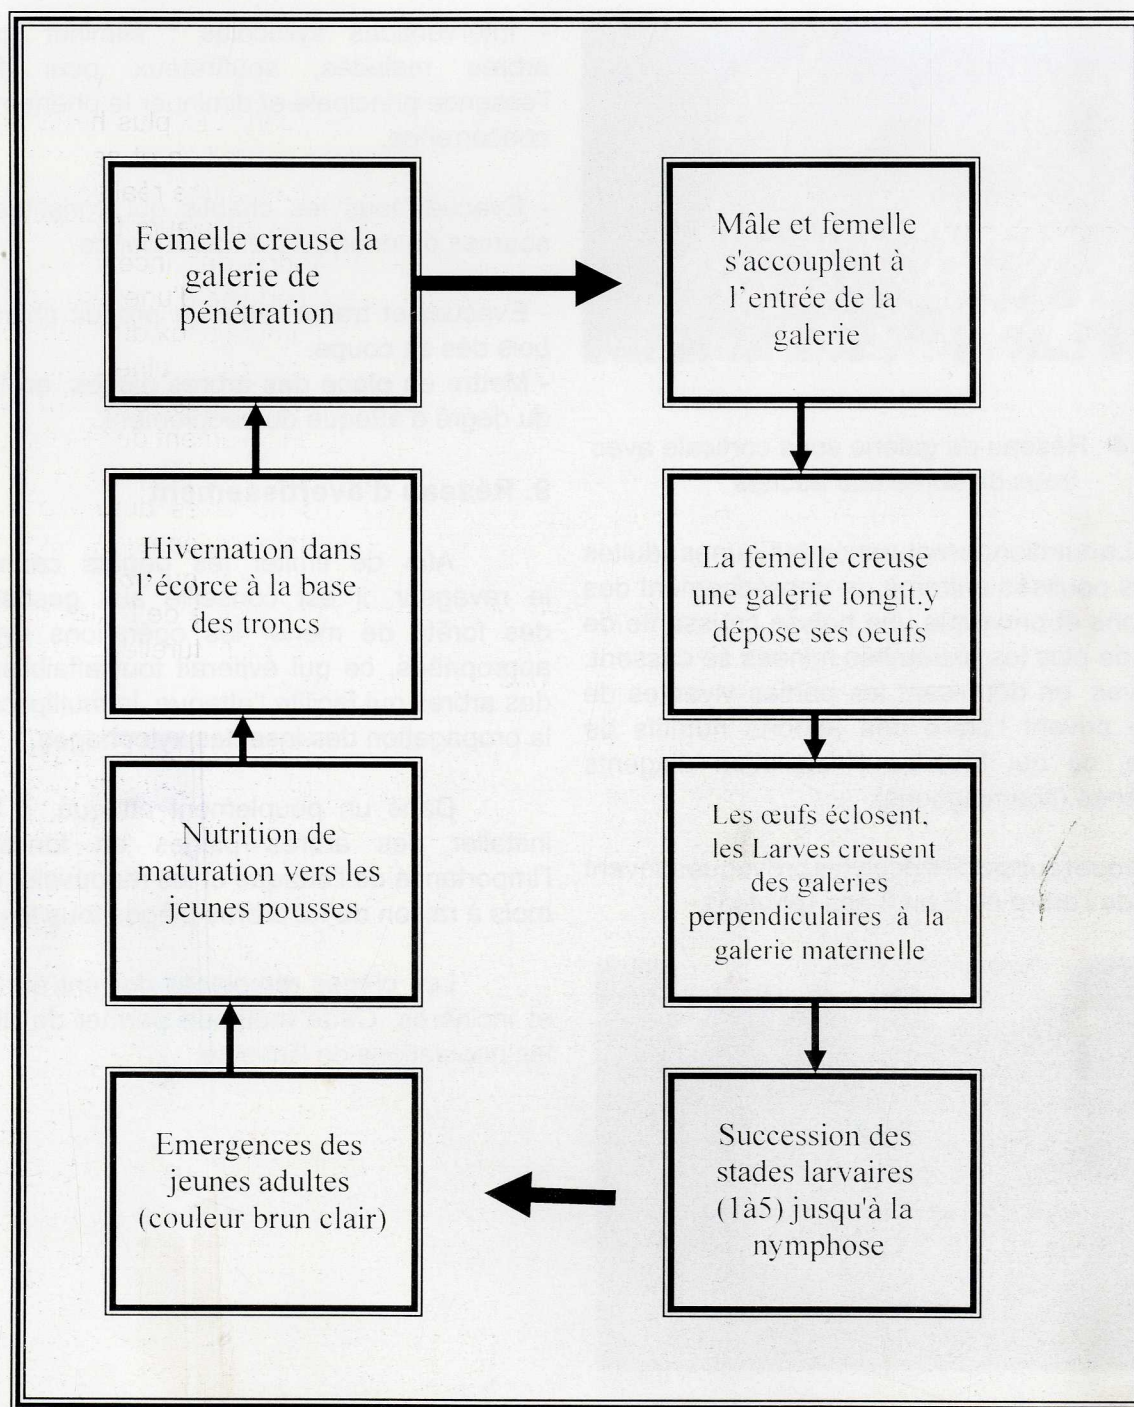 Femelle creuse la
galerie de
pénétration
Mâle et femelle
s'accouplent à
l'entrée de la
galerie
La femelle creuse
une galerie longit.y
dépose ses oeufs
Les œufs éclosent,
les Larves creusent
des galeries
perpendiculaires à la
galerie maternelle
Succession des
stades larvaires
(1à5) jusqu'à la
nymphose
Emergences des
jeunes adultes
(couleur brun clair)
Nutrition de
maturation vers les
jeunes pousses
Hivernation dans
l'écorce à la base
des troncs